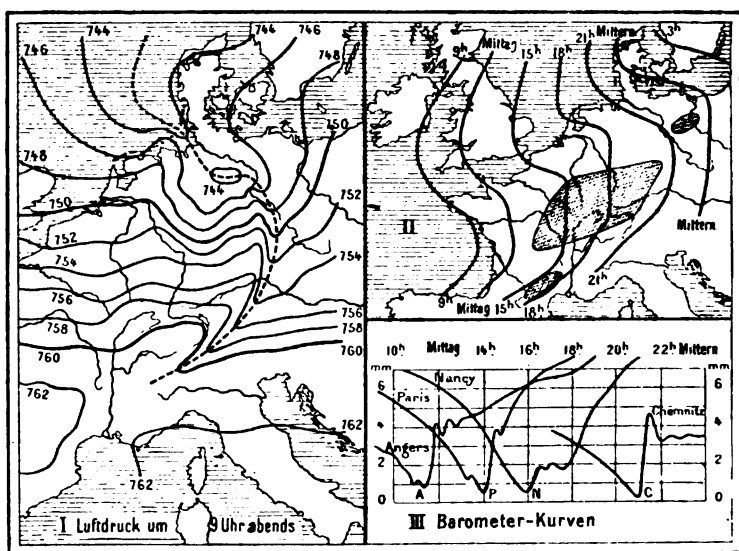 744
746
744
746
748
750
748
744
750
752
752
754
754
756
756
758
758
760
760
762
762
762
I Luftdruck um 9 Uhr abends
9h
Mittag
15h
18h
21h
Mittern
3h
II
Mittern
21h
9h
Mittag 15h
18h
10h Mittag 14h 16h 18h 20h 22h Mittern
mm
mm
6
6
4
4
2
2
0
0
Nancy
Paris
Angers
Chemnitz
A P N C
III Barometer-Kurven